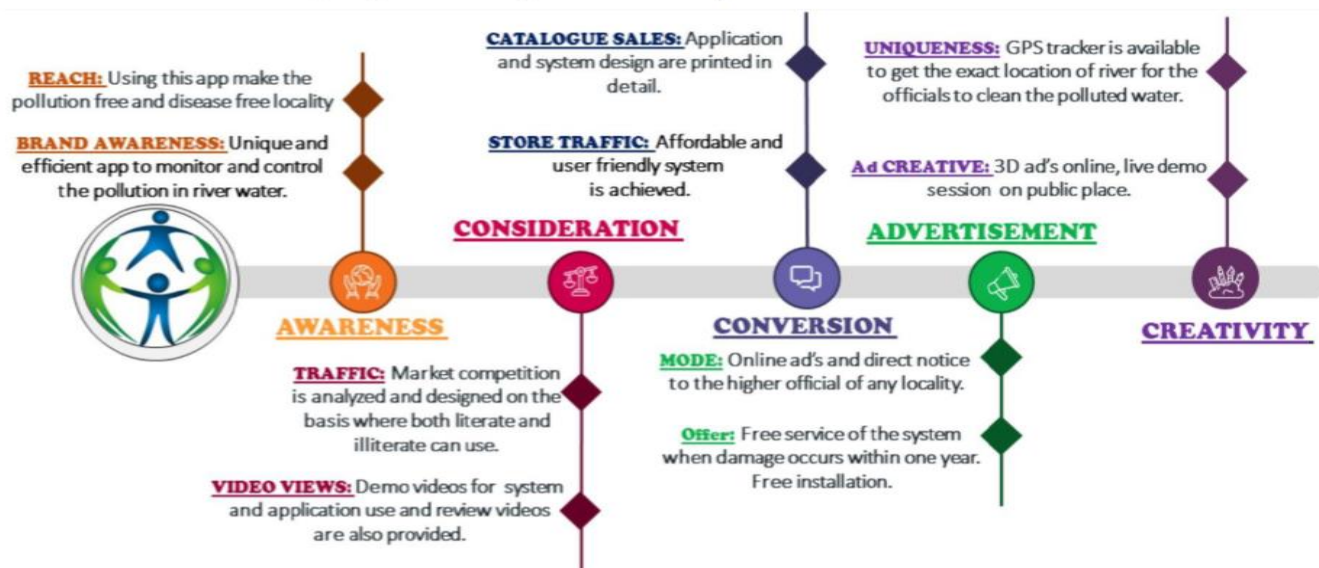 REACH: Using this app make the
pollution free and disease free locality
BRAND AWARENESS: Unique and
efficient app to monitor and control
the pollution in river water.
AWARENESS
CONSIDERATION
TRAFFIC: Market competition
is analyzed and designed on the
basis where both literate and
illiterate can use.
VIDEO VIEWS: Demo videos for system
and application use and review videos
are also provided.
CATALOGUE SALES: Application
and system design are printed in
detail.
STORE TRAFFIC: Affordable and
user friendly system
is achieved.
CONVERSION
ADVERTISEMENT
MODE: Online ad's and direct notice
to the higher official of any locality.
Offer: Free service of the system
when damage occurs within one year.
Free installation.
UNIQUENESS: GPS tracker is available
to get the exact location of river for the
officials to clean the polluted water.
Ad CREATIVE: 3D ad's online, live demo
session on public place.
CREATIVITY